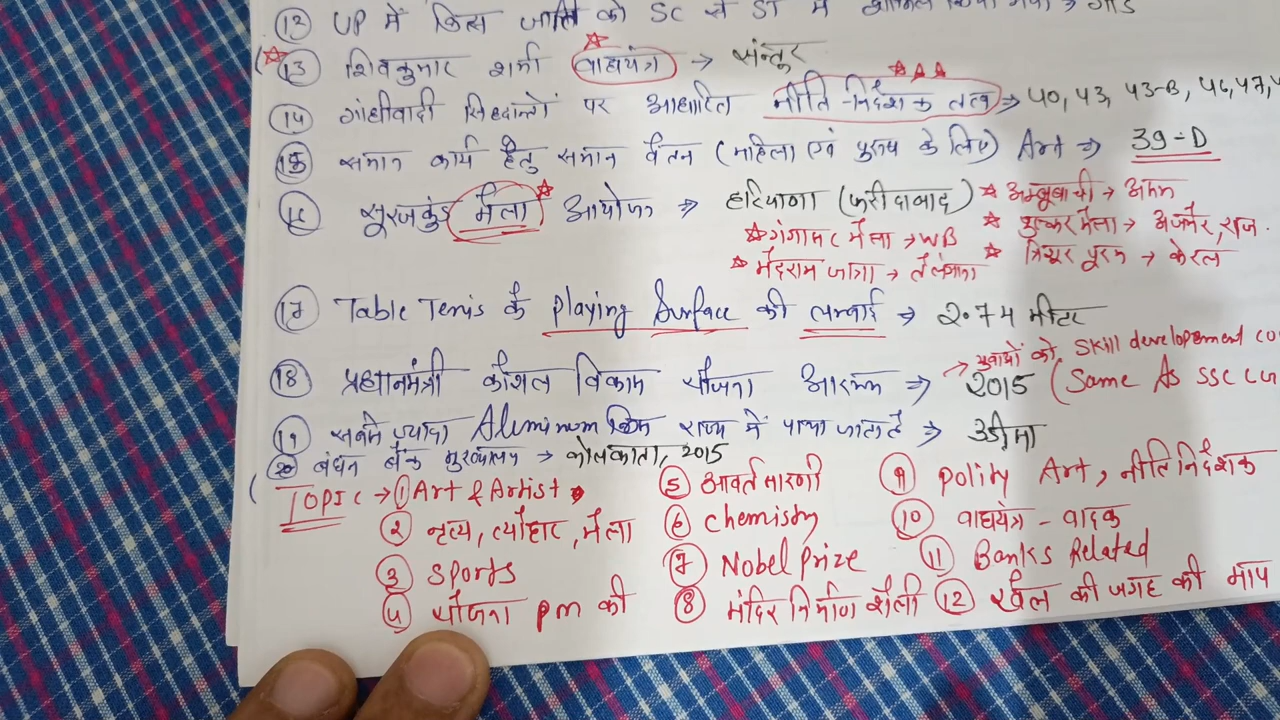 (12) UP में किस जाति को SC से ST में शामिल किया गया → गोंड
(13) शिवकुमार शर्मा वाद्ययंत्र → संन्तूर
(14) गांधीवादी सिद्धान्तों पर आधारित नीति-निर्देशक तत्व ⇒ 40, 43, 43-B, 46, 47,
(15) समान कार्य हेतु समान वेतन (महिला एवं पुरुष के लिए) Art ⇒ 39-D
(16) सूरजकुंड मेला आयोजन ⇒ हरियाणा (फरीदाबाद)
☆ गंगासागर मेला → WB
★ मेदराम जात्रा → तेलंगाना
★ अम्बूबाची → असम
★ पुष्कर मेला → अजमेर, राज.
★ त्रिसूर पूरम → केरल
(17) Table Tenis के Playing Surface की लम्बाई → 2.74 मीटर
(18) प्रधानमंत्री कौशल विकास योजना आरम्भ ⇒ 2015 (Same As SSC
→ युवाओं को Skill development
(19) सबसे ज्यादा Aluminum किस राज्य में पाया जाता है ⇒ उड़ीसा
(20) बंधन बैंक मुख्यालय → कोलकाता, 2015
TOPIC → (1) Art & Artist
(2) नृत्य, त्यौहार, मेला
(3) Sports
(4) योजना pm की
(5) आवर्त सारणी
(6) Chemistry
(7) Nobel Prize
(8) मंदिर निर्माण शैली
(9) Polity Art, नीति निर्देशक
(10) वाद्ययंत्र - वादक
(11) Banks Related
(12) खेल की जगह की माप